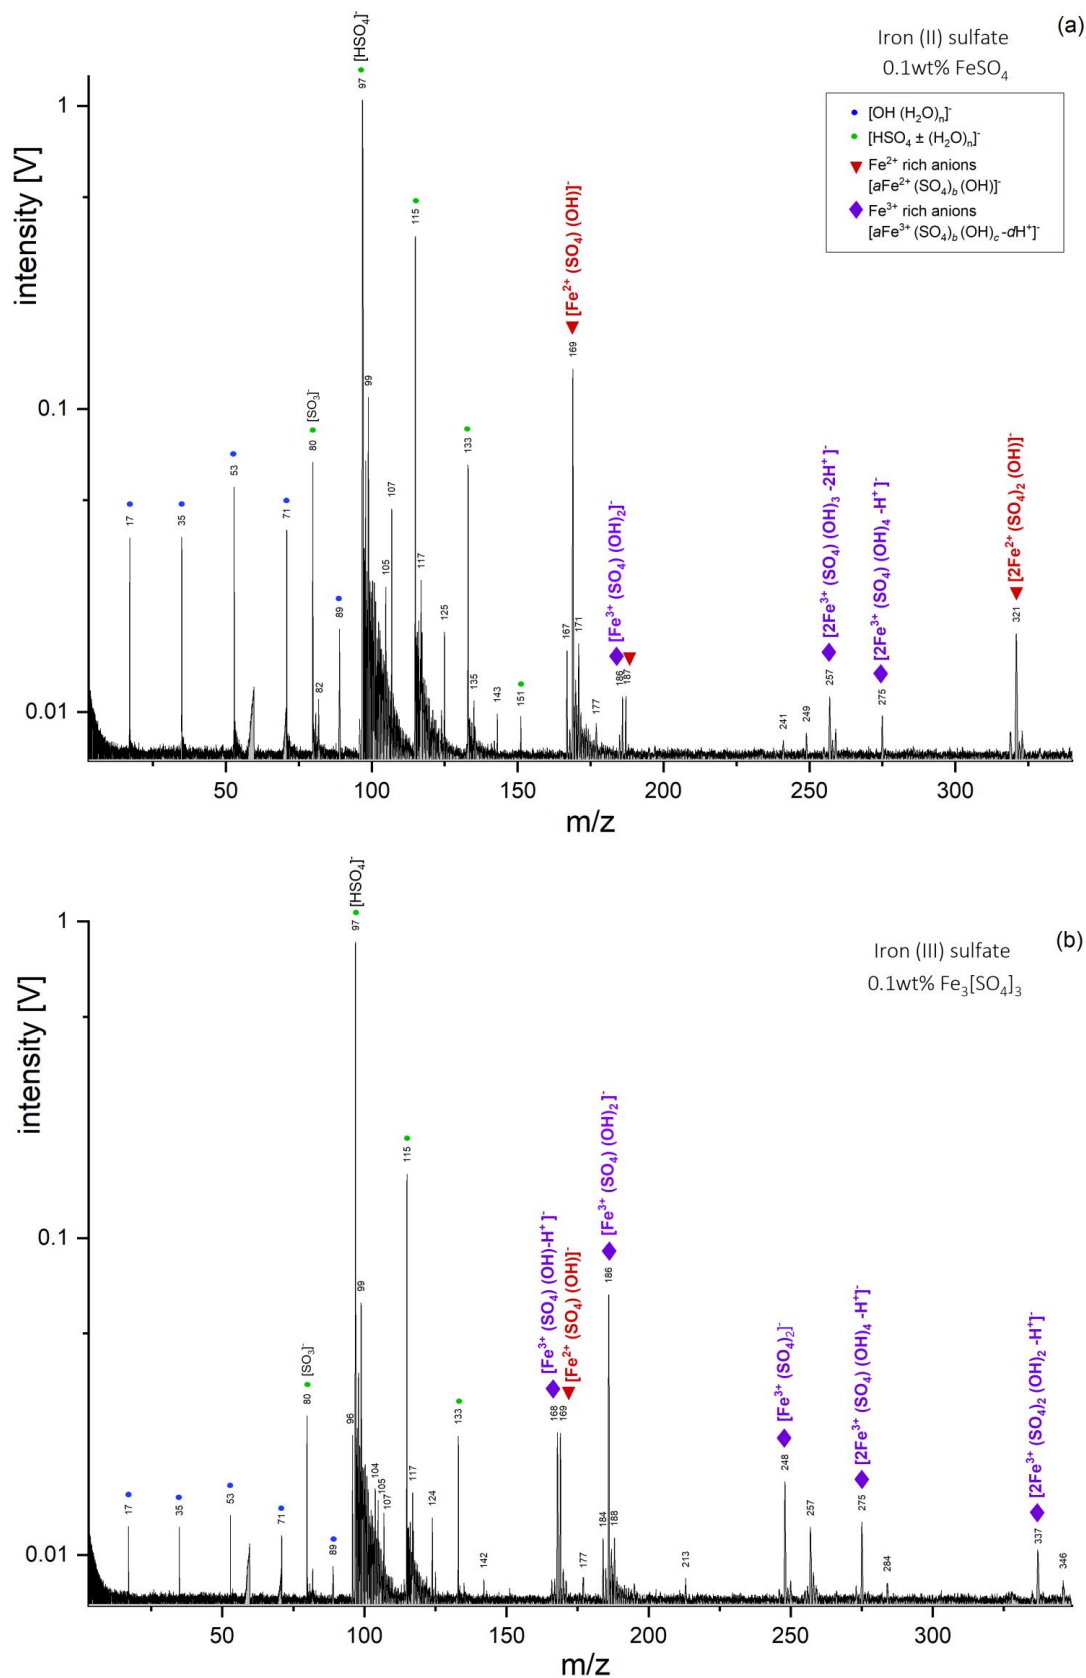 (a)
Iron (II) sulfate
0.1wt% FeSO₄
[OH (H₂O)ₙ]⁻
[HSO₄ ± (H₂O)ₙ]⁻
Fe²⁺ rich anions
[aFe²⁺ (SO₄)_b (OH)]⁻
Fe³⁺ rich anions
[aFe³⁺ (SO₄)_b (OH)_c -dH⁺]⁻
intensity [V]
1
0.1
0.01
17
35
53
71
80 [SO₃]⁻
82
89
97 [HSO₄]⁻
99
105
107
115
117
125
133
135
143
151
167
169
[Fe²⁺ (SO₄) (OH)]⁻
171
177
186
[Fe³⁺ (SO₄) (OH)₂]⁻
187
241
249
257
[2Fe³⁺ (SO₄) (OH)₃ -2H⁺]⁻
275
[2Fe³⁺ (SO₄) (OH)₄ -H⁺]⁻
321
[2Fe²⁺ (SO₄)₂ (OH)]⁻
50 100 150 200 250 300
m/z
(b)
Iron (III) sulfate
0.1wt% Fe₃[SO₄]₃
intensity [V]
1
0.1
0.01
17
35
53
71
80 [SO₃]⁻
89
96
97 [HSO₄]⁻
99
104
105
107
115
117
124
133
142
168
[Fe³⁺ (SO₄) (OH)-H⁺]⁻
169
[Fe²⁺ (SO₄) (OH)]⁻
177
184
186
[Fe³⁺ (SO₄) (OH)₂]⁻
188
213
248
[Fe³⁺ (SO₄)₂]⁻
257
275
[2Fe³⁺ (SO₄) (OH)₄ -H⁺]⁻
284
337
[2Fe³⁺ (SO₄)₂ (OH)₂ -H⁺]⁻
346
50 100 150 200 250 300
m/z